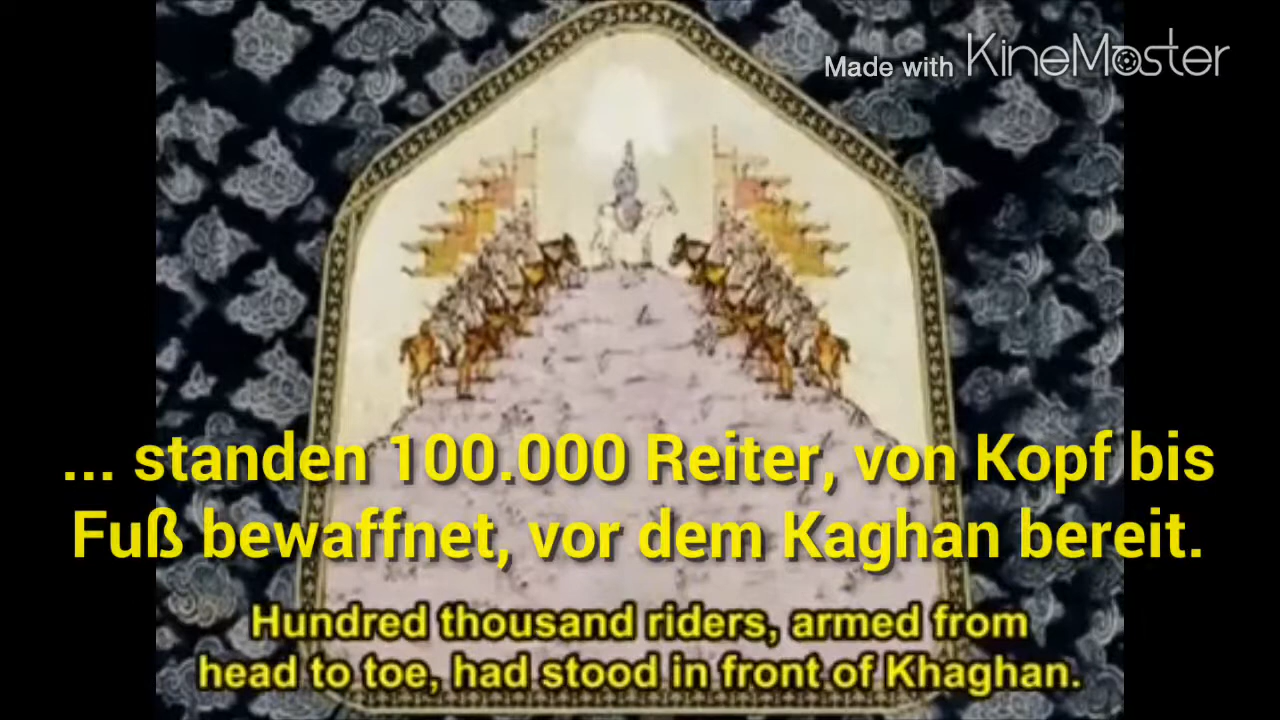 Made with KineMaster
... standen 100.000 Reiter, von Kopf bis
Fuß bewaffnet, vor dem Kaghan bereit.
Hundred thousand riders, armed from
head to toe, had stood in front of Khaghan.